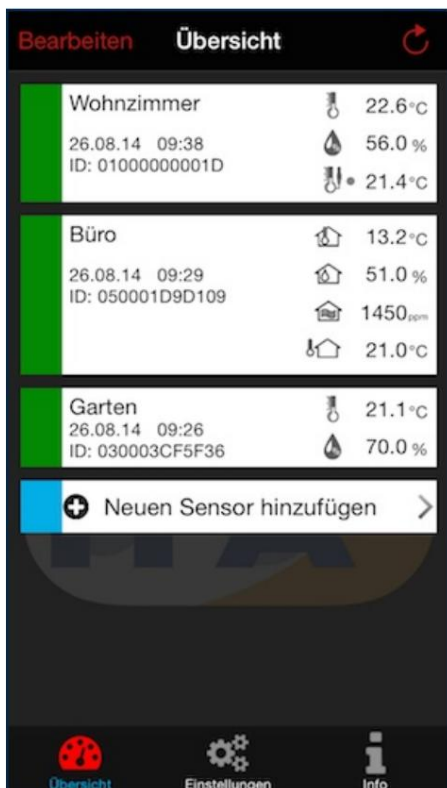 Bearbeiten Übersicht
Wohnzimmer 22.6°C
26.08.14 09:38 56.0 %
ID: 01000000001D 21.4°C
Büro 13.2°C
26.08.14 09:29 51.0 %
ID: 050001D9D109
1450 ppm
21.0°C
Garten 21.1°C
26.08.14 09:26
ID: 030003CF5F36 70.0 %
Neuen Sensor hinzufügen
Übersicht Einstellungen Info